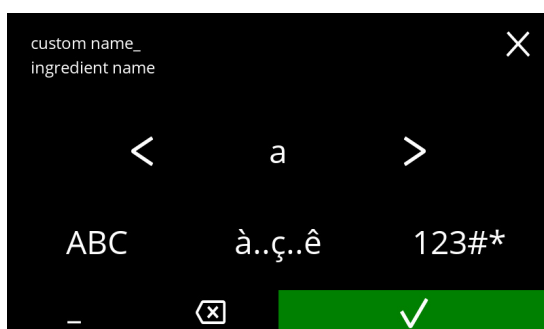 custom name_
ingredient name
< a >
ABC à..ç..ê 123#*
_